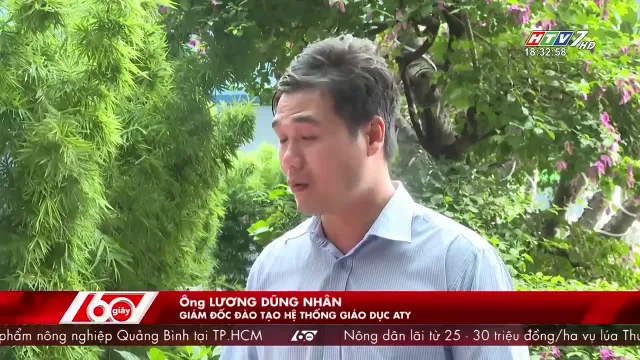 HTV7 HD
18:32:58
Ông LƯƠNG DŨNG NHÂN
GIÁM ĐỐC ĐÀO TẠO HỆ THỐNG GIÁO DỤC ATY
60 giây
phẩm nông nghiệp Quảng Bình tại TP.HCM
Nông dân lãi từ 25 - 30 triệu đồng/ha vụ lúa Th